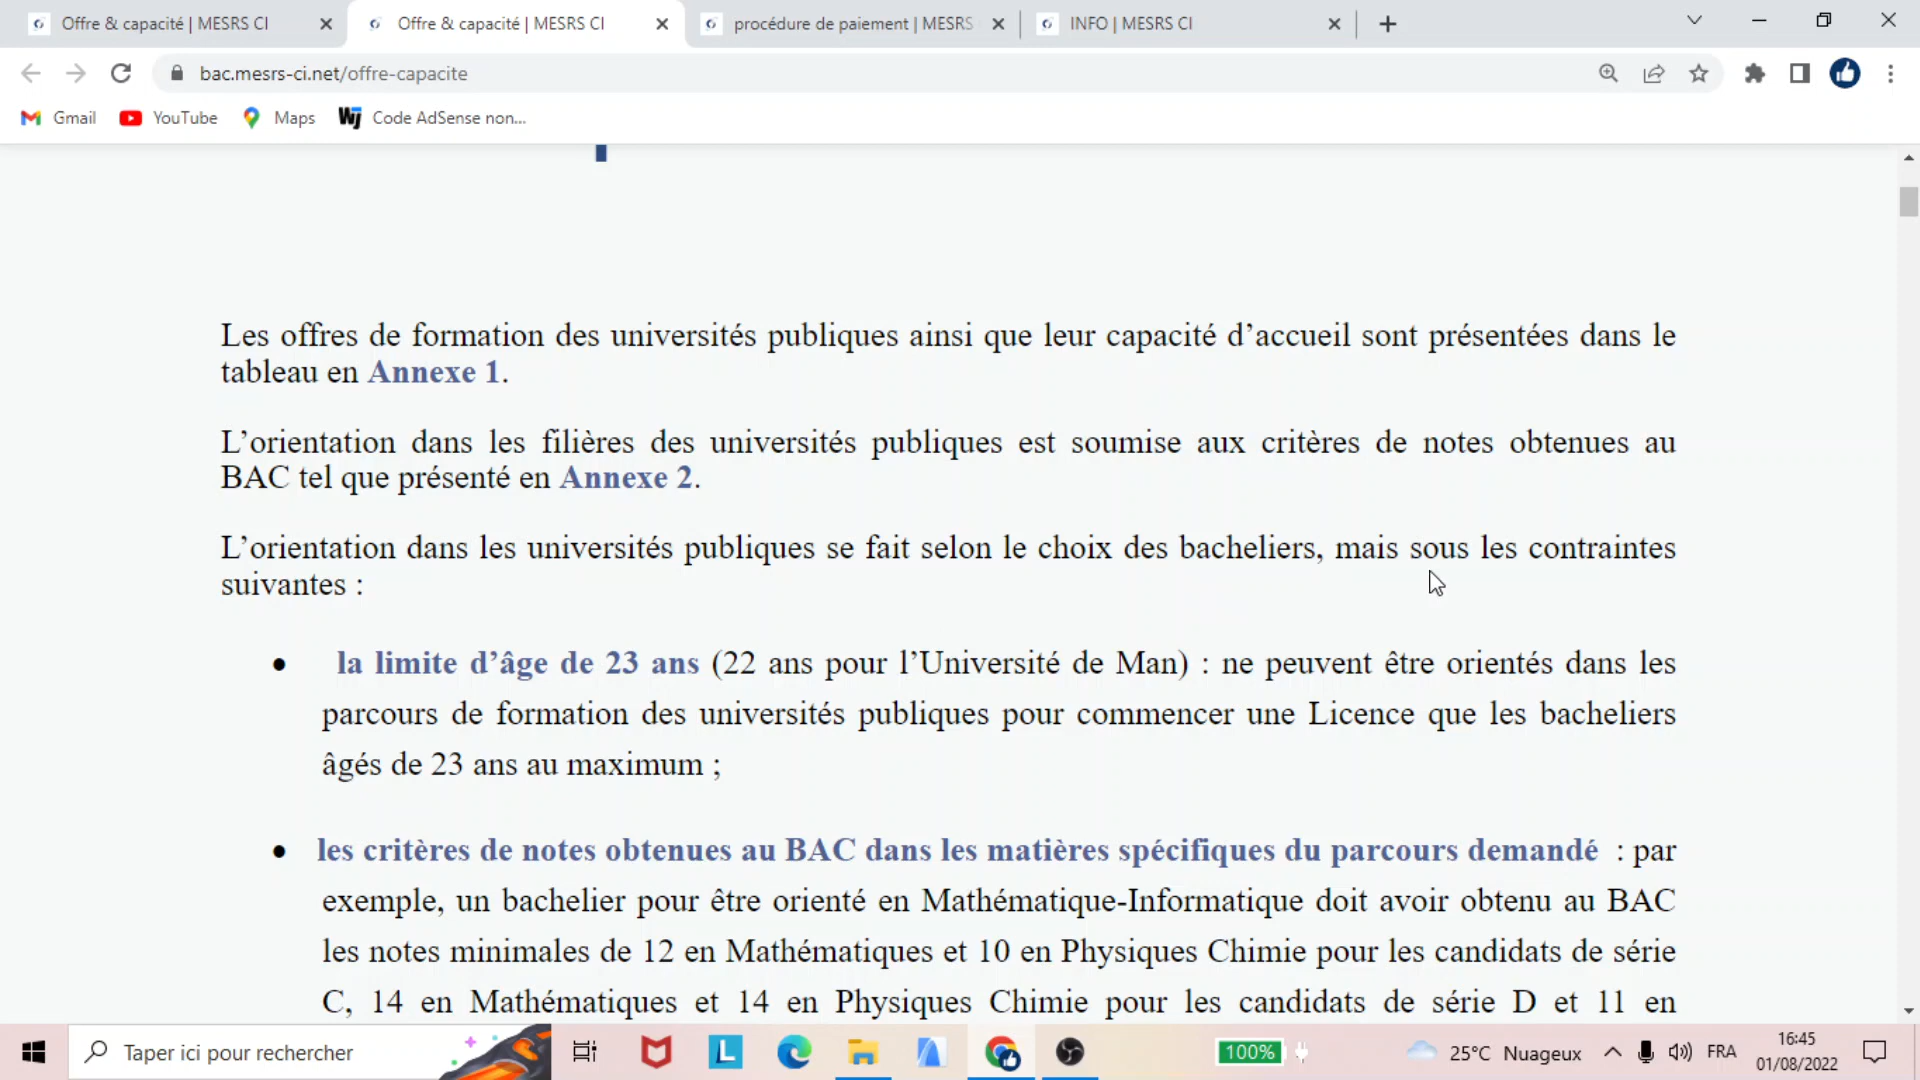 Offre & capacité | MESRS CI
Offre & capacité | MESRS CI
procédure de paiement | MESRS
INFO | MESRS CI
bac.mesrs-ci.net/offre-capacite
Gmail
YouTube
Maps
Code AdSense non...
Les offres de formation des universités publiques ainsi que leur capacité d’accueil sont présentées dans le
tableau en Annexe 1.
L’orientation dans les filières des universités publiques est soumise aux critères de notes obtenues au
BAC tel que présenté en Annexe 2.
L’orientation dans les universités publiques se fait selon le choix des bacheliers, mais sous les contraintes
suivantes :
• la limite d’âge de 23 ans (22 ans pour l’Université de Man) : ne peuvent être orientés dans les
parcours de formation des universités publiques pour commencer une Licence que les bacheliers
âgés de 23 ans au maximum ;
• les critères de notes obtenues au BAC dans les matières spécifiques du parcours demandé : par
exemple, un bachelier pour être orienté en Mathématique-Informatique doit avoir obtenu au BAC
les notes minimales de 12 en Mathématiques et 10 en Physiques Chimie pour les candidats de série
C, 14 en Mathématiques et 14 en Physiques Chimie pour les candidats de série D et 11 en
Taper ici pour rechercher
100%
25°C Nuageux
FRA
16:45
01/08/2022